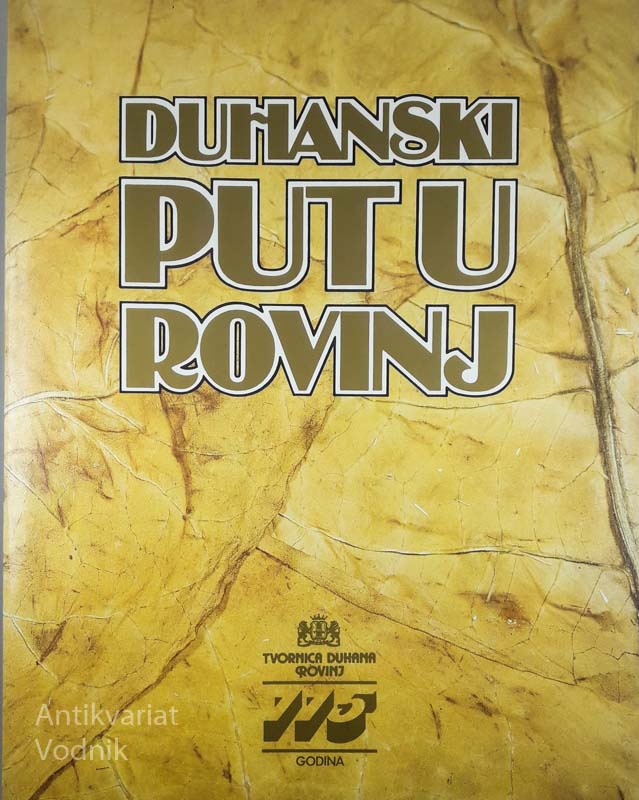 DUHANSKI
PUT U
ROVINJ
TVORNICA DUHANA
ROVINJ
115
GODINA
Antikvariat
Vodnik